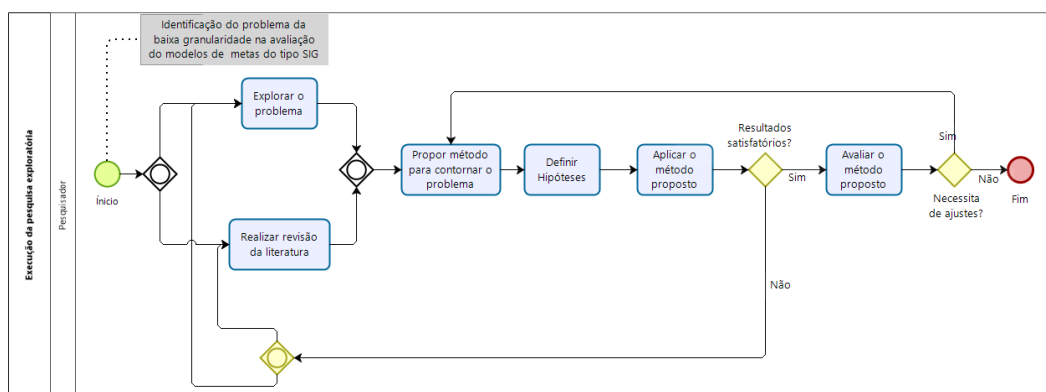 Execução da pesquisa exploratória
Pesquisador
Identificação do problema da
baixa granularidade na avaliação
do modelos de metas do tipo SIG
Ínicio
Explorar o
problema
Realizar revisão
da literatura
Propor método
para contornar o
problema
Definir
Hipóteses
Aplicar o
método
proposto
Resultados
satisfatórios?
Sim
Não
Avaliar o
método
proposto
Sim
Não
Necessita
de ajustes?
Fim